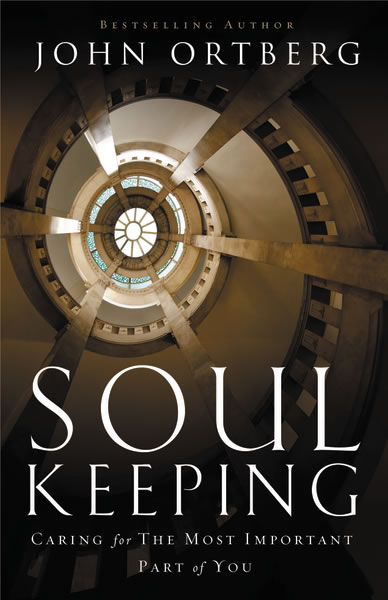 Bestselling Author
John Ortberg
Soul
Keeping
Caring for The Most Important
Part of You